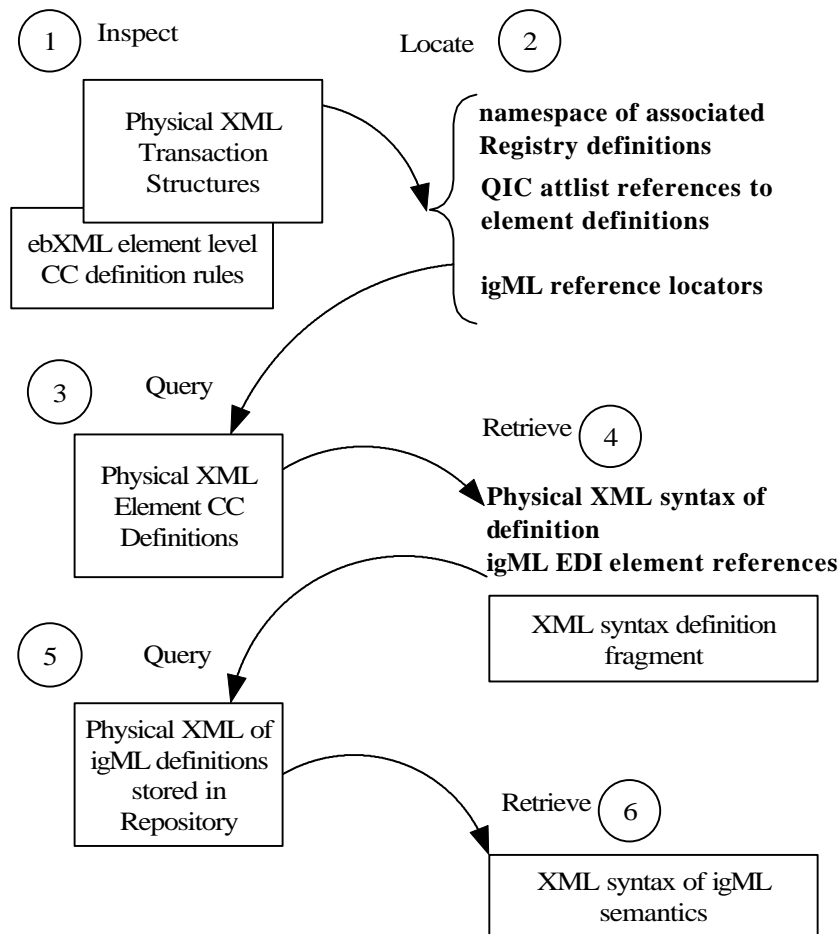 1 Inspect
Locate 2
Physical XML
Transaction
Structures
ebXML element level
CC definition rules
namespace of associated
Registry definitions
QIC attlist references to
element definitions
igML reference locators
3 Query
Physical XML
Element CC
Definitions
Retrieve 4
Physical XML syntax of
definition
igML EDI element references
XML syntax definition
fragment
5 Query
Physical XML of
igML definitions
stored in
Repository
Retrieve 6
XML syntax of igML
semantics